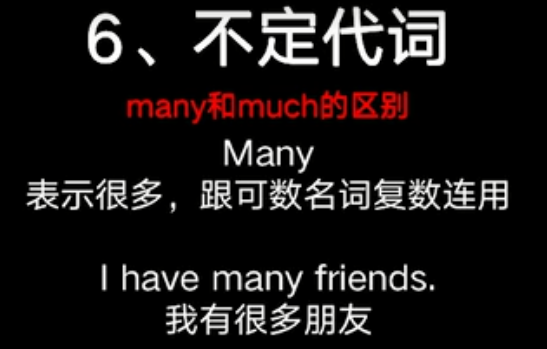 6、不定代词
many和much的区别
Many
表示很多，跟可数名词复数连用
I have many friends.
我有很多朋友